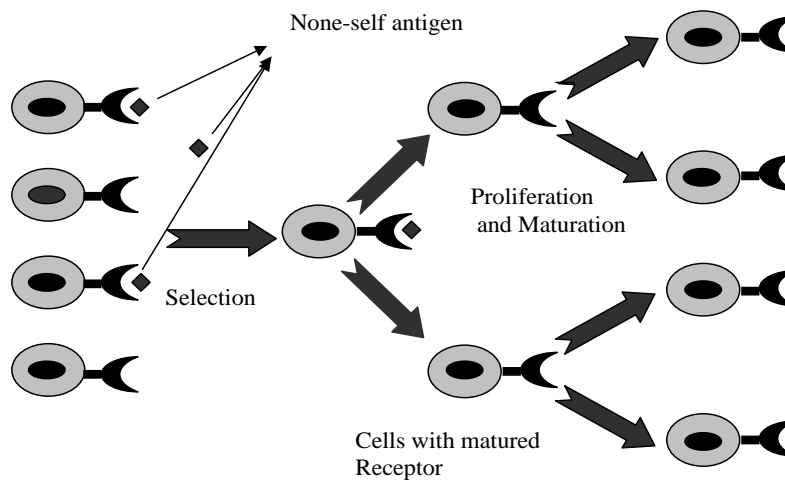 None-self antigen
Proliferation
and Maturation
Selection
Cells with matured
Receptor